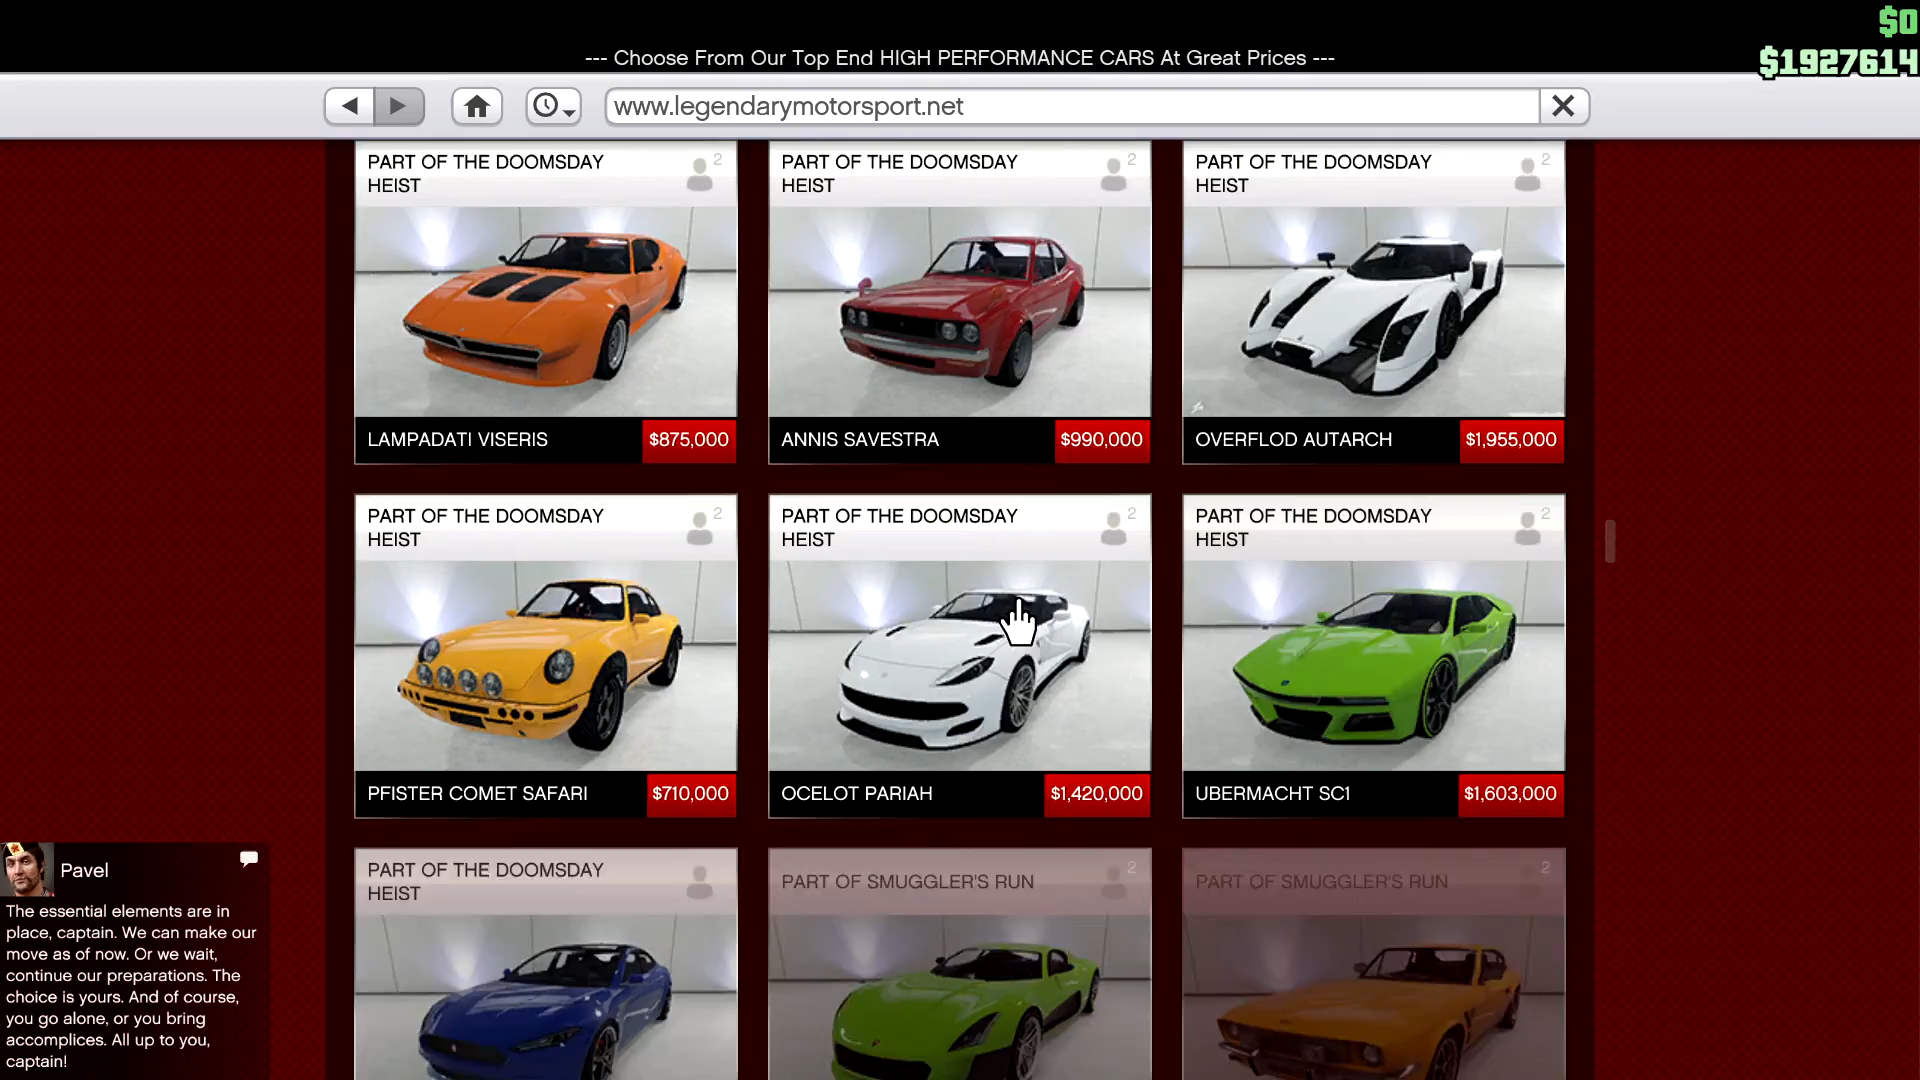 $0
--- Choose From Our Top End HIGH PERFORMANCE CARS At Great Prices ---
$1927614
www.legendarymotorsport.net
PART OF THE DOOMSDAY
HEIST
2
PART OF THE DOOMSDAY
HEIST
2
PART OF THE DOOMSDAY
HEIST
2
LAMPADATI VISERIS
$875,000
ANNIS SAVESTRA
$990,000
OVERFLOD AUTARCH
$1,955,000
PART OF THE DOOMSDAY
HEIST
2
PART OF THE DOOMSDAY
HEIST
2
PART OF THE DOOMSDAY
HEIST
2
PFISTER COMET SAFARI
$710,000
OCELOT PARIAH
$1,420,000
UBERMACHT SC1
$1,603,000
PART OF THE DOOMSDAY
HEIST
PART OF SMUGGLER'S RUN
2
PART OF SMUGGLER'S RUN
2
Pavel
The essential elements are in
place, captain. We can make our
move as of now. Or we wait,
continue our preparations. The
choice is yours. And of course,
you go alone, or you bring
accomplices. All up to you,
captain!